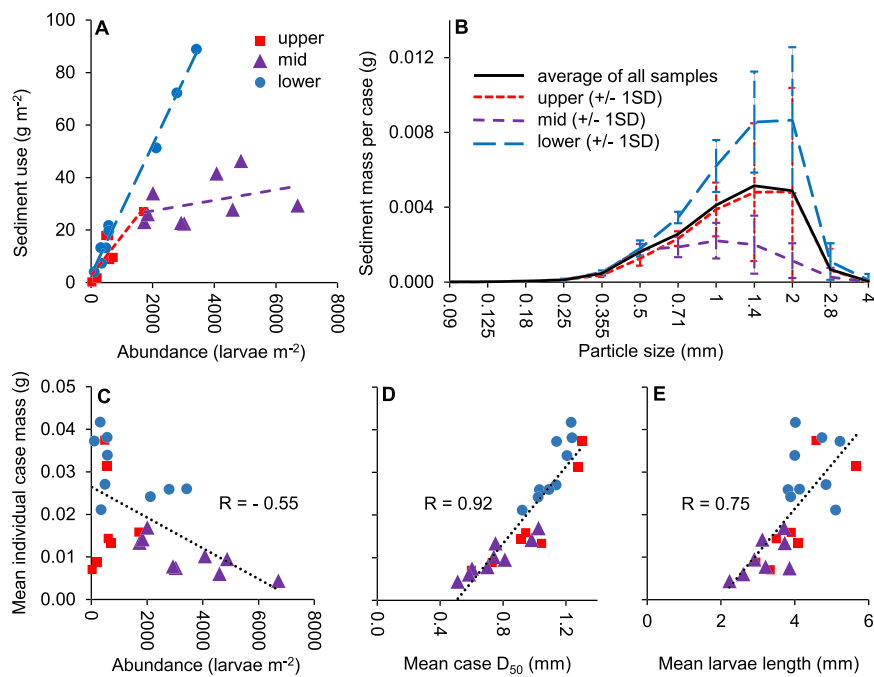 A
Sediment use (g m-2)
100
80
60
40
20
0
upper
mid
lower
0
2000
4000
6000
8000
Abundance (larvae m-2)
B
Sediment mass per case (g)
0.012
0.008
0.004
0.000
average of all samples
upper (+/- 1SD)
mid (+/- 1SD)
lower (+/- 1SD)
0.09
0.125
0.18
0.25
0.355
0.5
0.71
1
1.4
2
2.8
4
Particle size (mm)
C
Mean individual case mass (g)
0.05
0.04
0.03
0.02
0.01
0.00
R = - 0.55
0
2000
4000
6000
8000
Abundance (larvae m-2)
D
R = 0.92
0.0
0.4
0.8
1.2
Mean case D50 (mm)
E
R = 0.75
0
2
4
6
Mean larvae length (mm)